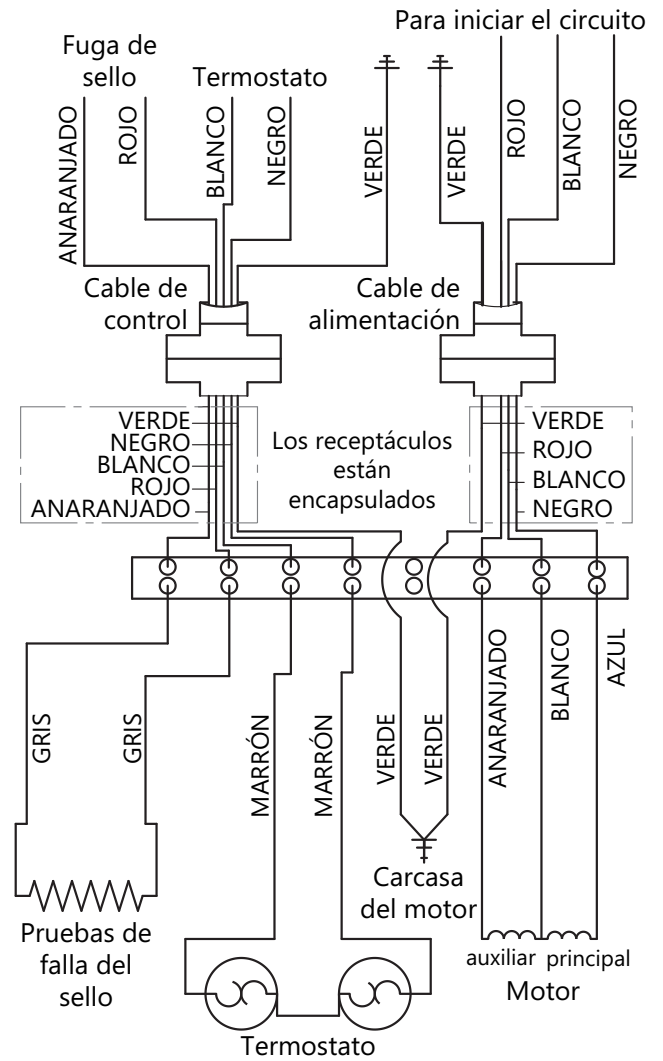 Para iniciar el circuito
Fuga de
sello
Termostato
ANARANJADO
ROJO
BLANCO
NEGRO
VERDE
VERDE
ROJO
BLANCO
NEGRO
Cable de
control
Cable de
alimentación
VERDE
NEGRO
BLANCO
ROJO
ANARANJADO
Los receptáculos
están
encapsulados
VERDE
ROJO
BLANCO
NEGRO
GRIS
GRIS
MARRÓN
MARRÓN
VERDE
VERDE
ANARANJADO
BLANCO
AZUL
Pruebas de
falla del
sello
Carcasa
del motor
auxiliar principal
Motor
Termostato